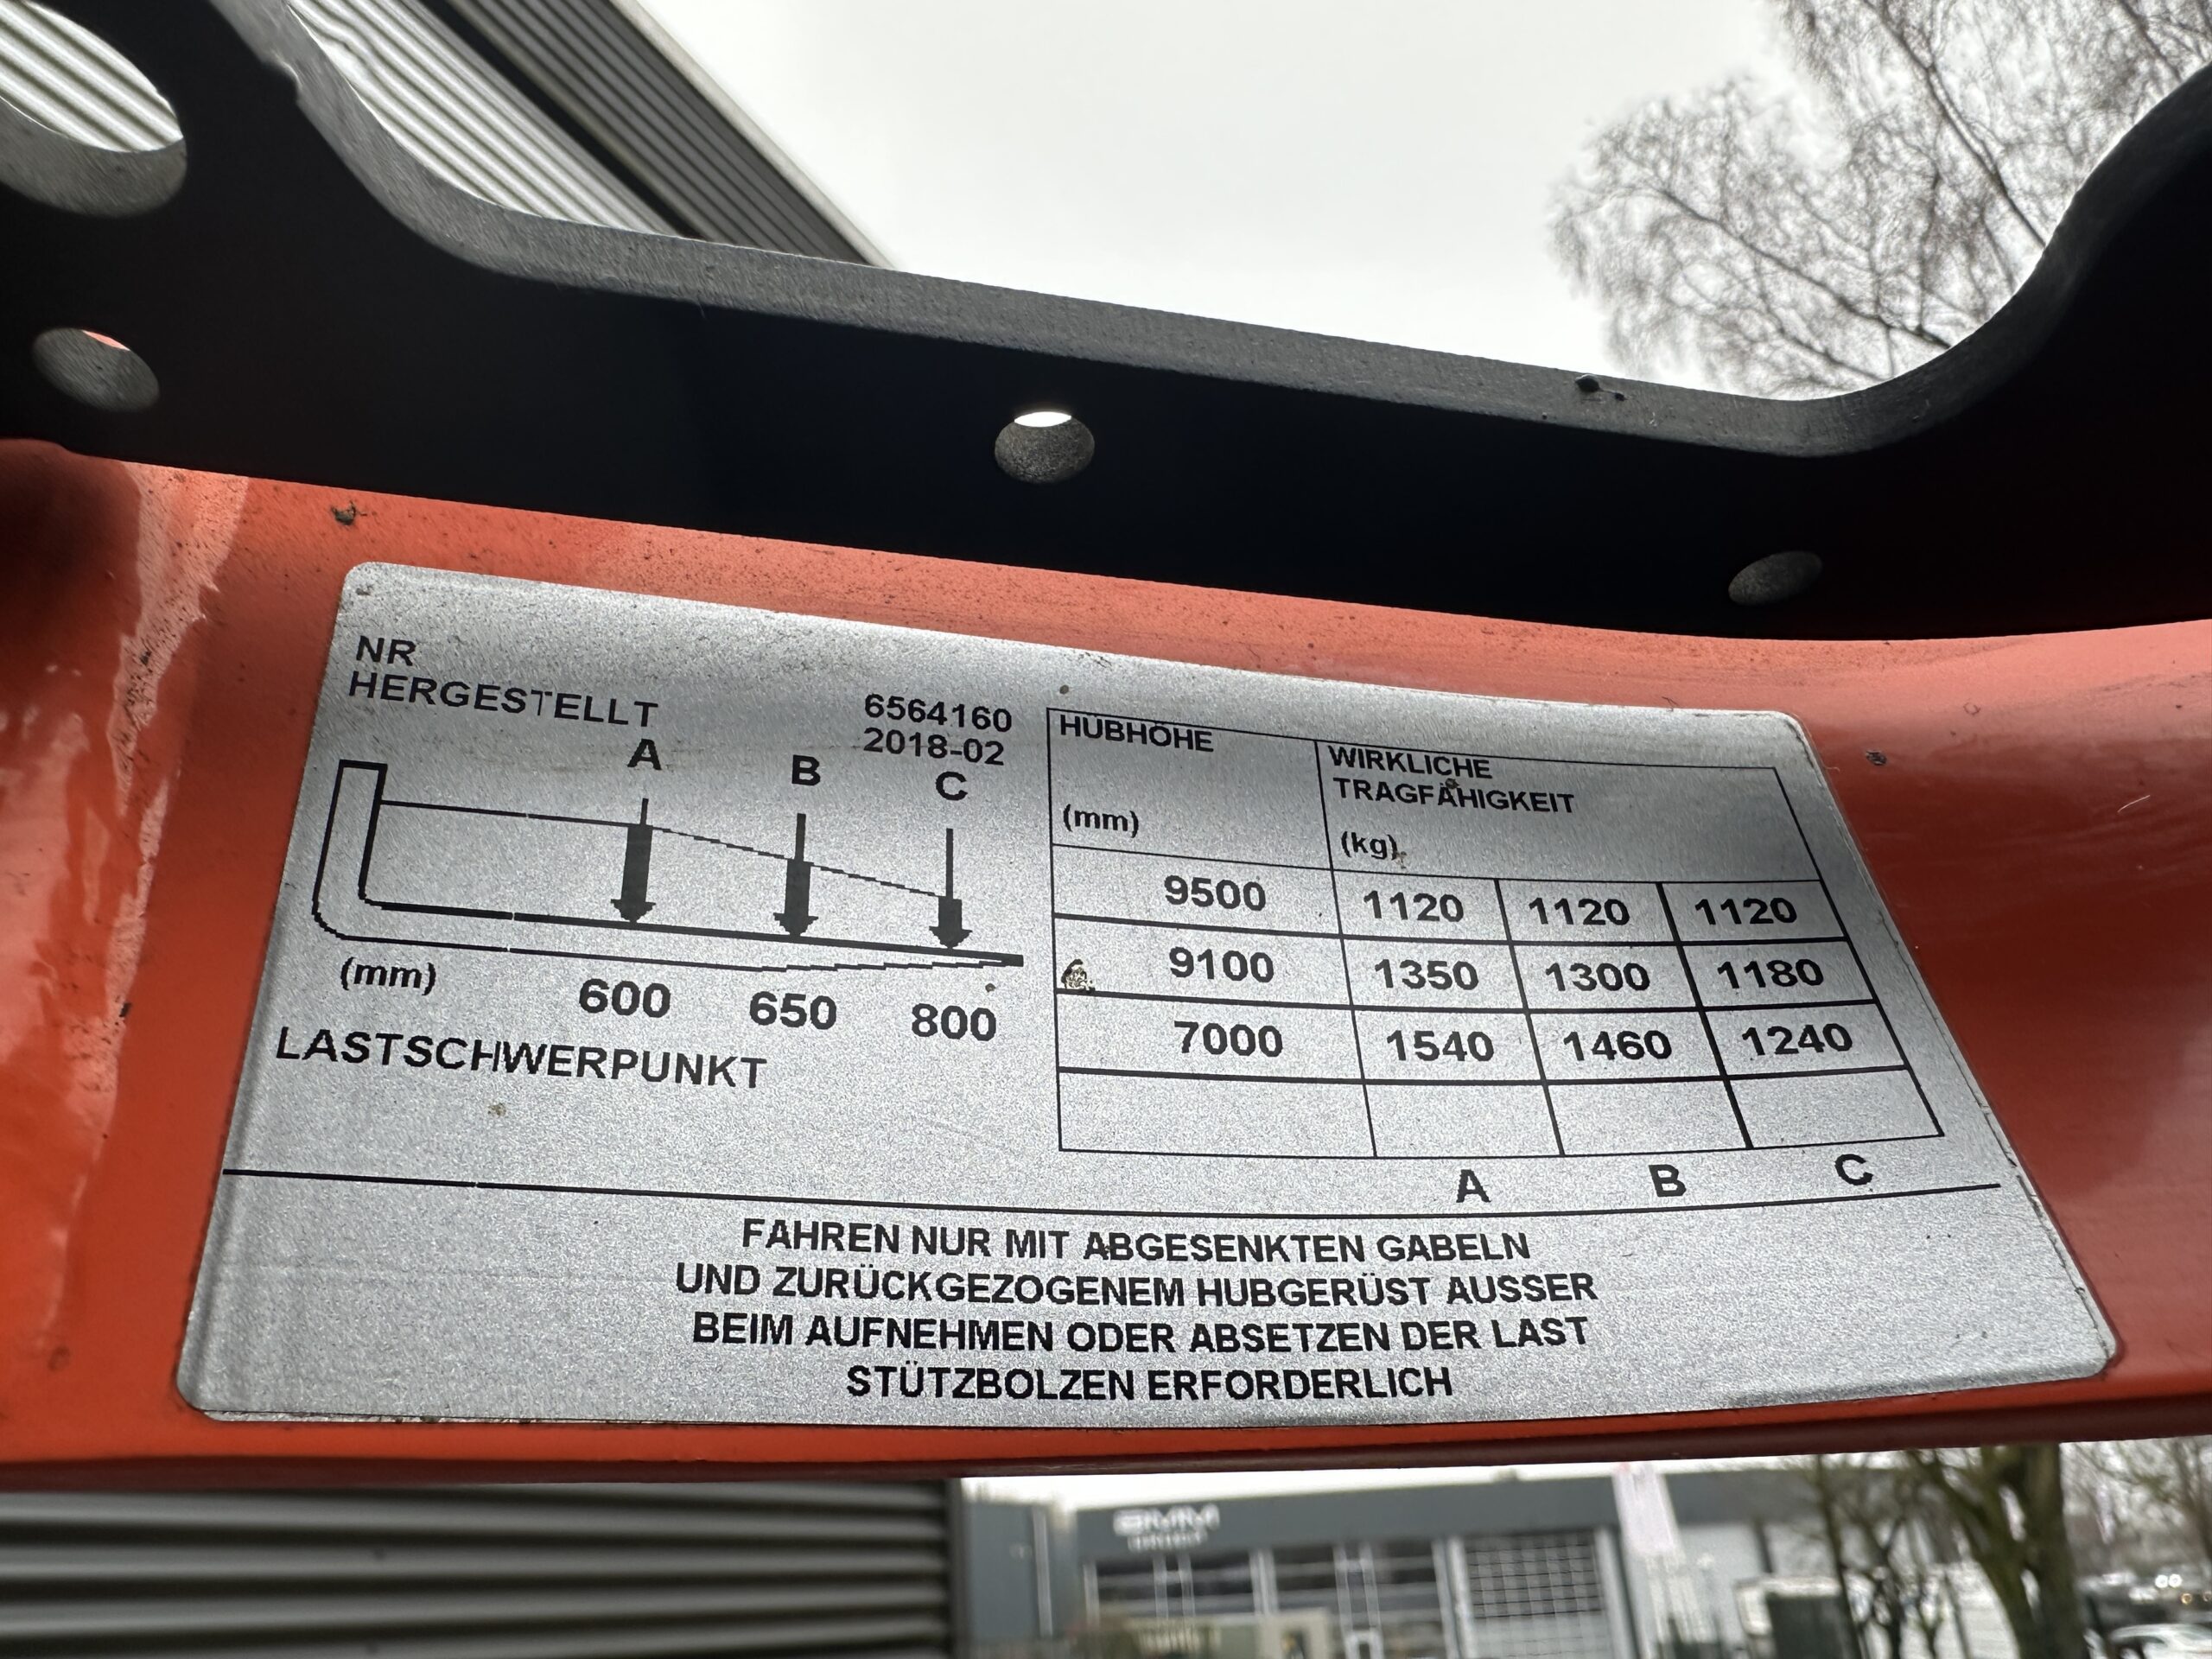 NR 6564160
HERGESTELLT 2018-02
A B C
(mm) 600 650 800
LASTSCHWERPUNKT
HUBHÖHE
(mm)
WIRKLICHE
TRAGFÄHIGKEIT
(kg)
9500 1120 1120 1120
9100 1350 1300 1180
7000 1540 1460 1240
A B C
FAHREN NUR MIT ABGESENKTEN GABELN
UND ZURÜCKGEZOGENEM HUBGERÜST AUSSER
BEIM AUFNEHMEN ODER ABSETZEN DER LAST
STÜTZBOLZEN ERFORDERLICH